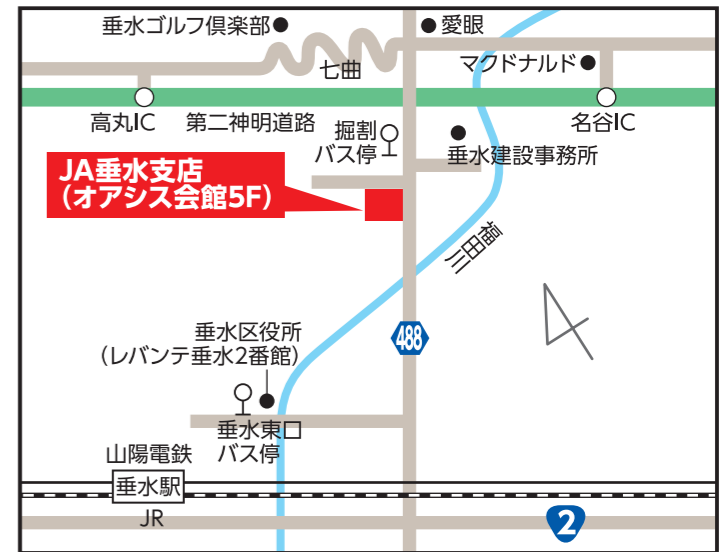 垂水ゴルフ倶楽部
愛眼
七曲
マクドナルド
高丸IC
第二神明道路
掘割
バス停
垂水建設事務所
名谷IC
JA垂水支店
(オアシス会館5F)
福田川
488
垂水区役所
(レバンテ垂水2番館)
垂水東口
バス停
山陽電鉄
垂水駅
JR
2